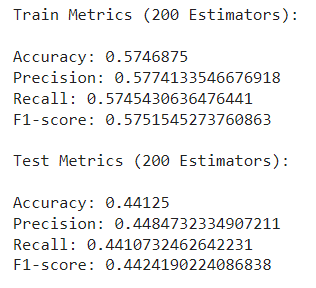 Train Metrics (200 Estimators):
Accuracy: 0.5746875
Precision: 0.5774133546676918
Recall: 0.5745430636476441
F1-score: 0.5751545273760863
Test Metrics (200 Estimators):
Accuracy: 0.44125
Precision: 0.4484732334907211
Recall: 0.4410732462642231
F1-score: 0.4424190224086838